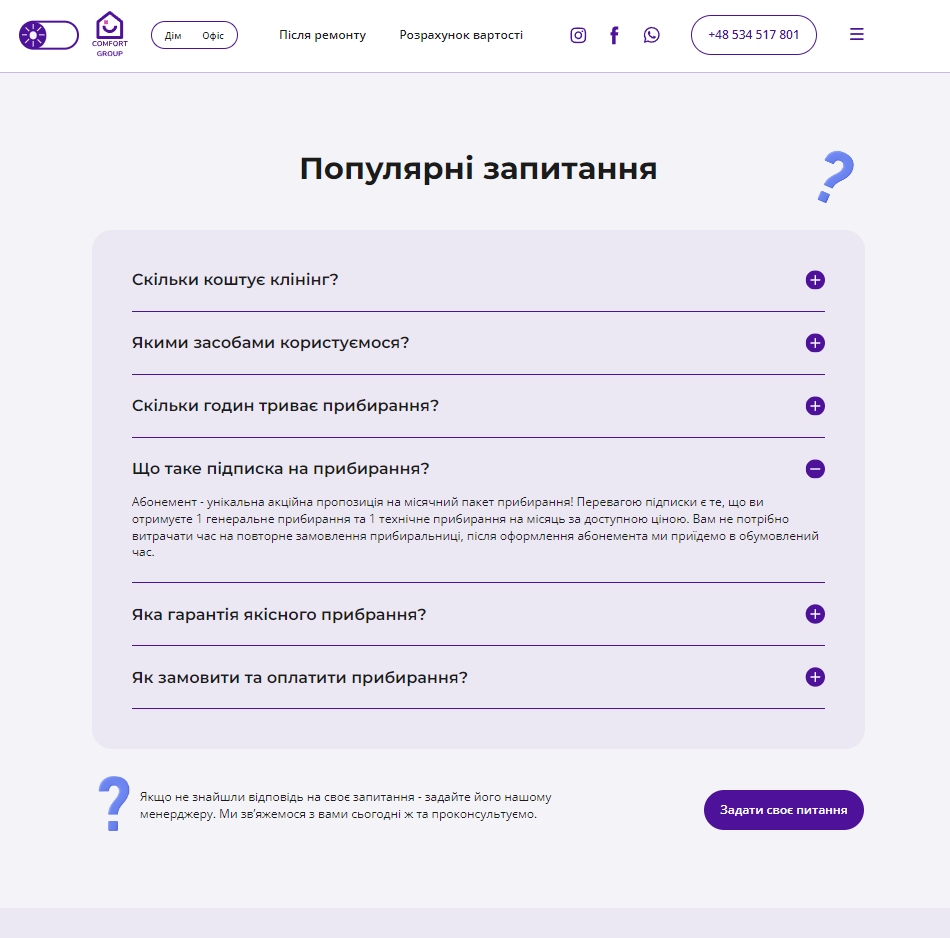 COMFORT
GROUP
Дім Офіс
Після ремонту
Розрахунок вартості
+48 534 517 801
Популярні запитання
Скільки коштує клінінг?
Якими засобами користуємося?
Скільки годин триває прибирання?
Що таке підписка на прибирання?
Абонемент - унікальна акційна пропозиція на місячний пакет прибирання! Перевагою підписки є те, що ви
отримуєте 1 генеральне прибирання та 1 технічне прибирання на місяць за доступною ціною. Вам не потрібно
витрачати час на повторне замовлення прибиральниці, після оформлення абонемента ми приїдемо в обумовлений
час.
Яка гарантія якісного прибрання?
Як замовити та оплатити прибирання?
Якщо не знайшли відповідь на своє запитання - задайте його нашому
менерджеру. Ми зв’яжемося з вами сьогодні ж та проконсультуємо.
Задати своє питання